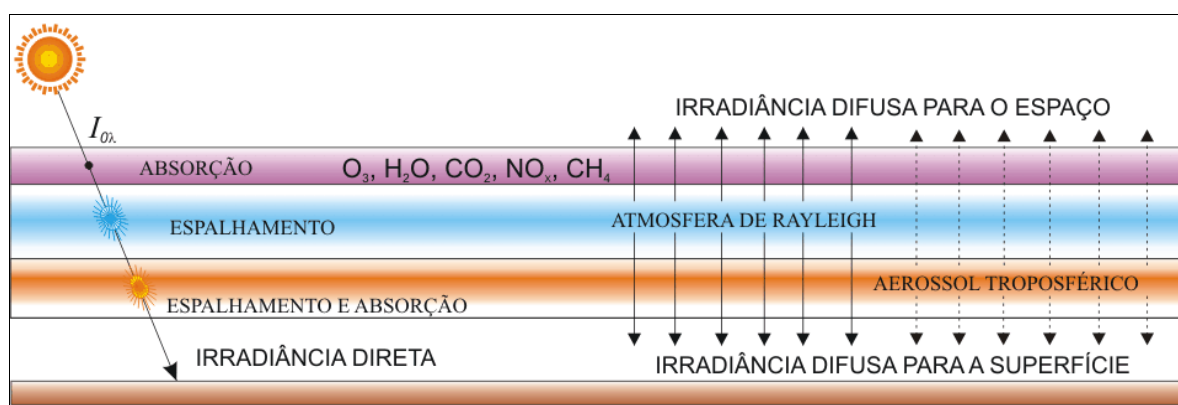 IRRADIÂNCIA DIFUSA PARA O ESPAÇO
I0λ
ABSORÇÃO
O3, H2O, CO2, NOx, CH4
ESPALHAMENTO
ATMOSFERA DE RAYLEIGH
AEROSSOL TROPOSFÉRICO
ESPALHAMENTO E ABSORÇÃO
IRRADIÂNCIA DIRETA
IRRADIÂNCIA DIFUSA PARA A SUPERFÍCIE